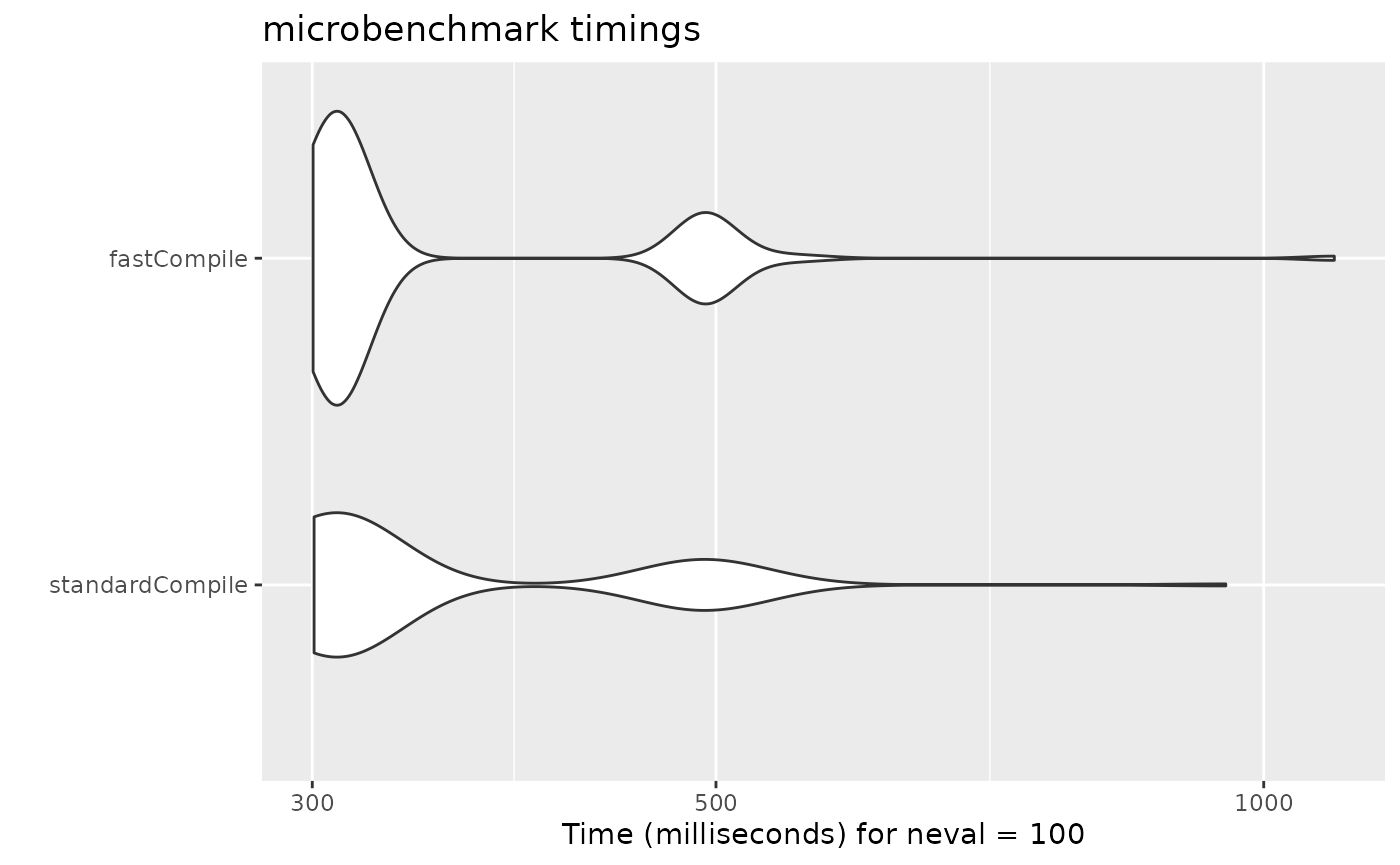 microbenchmark timings
fastCompile
standardCompile
300 500 1000
Time (milliseconds) for neval = 100